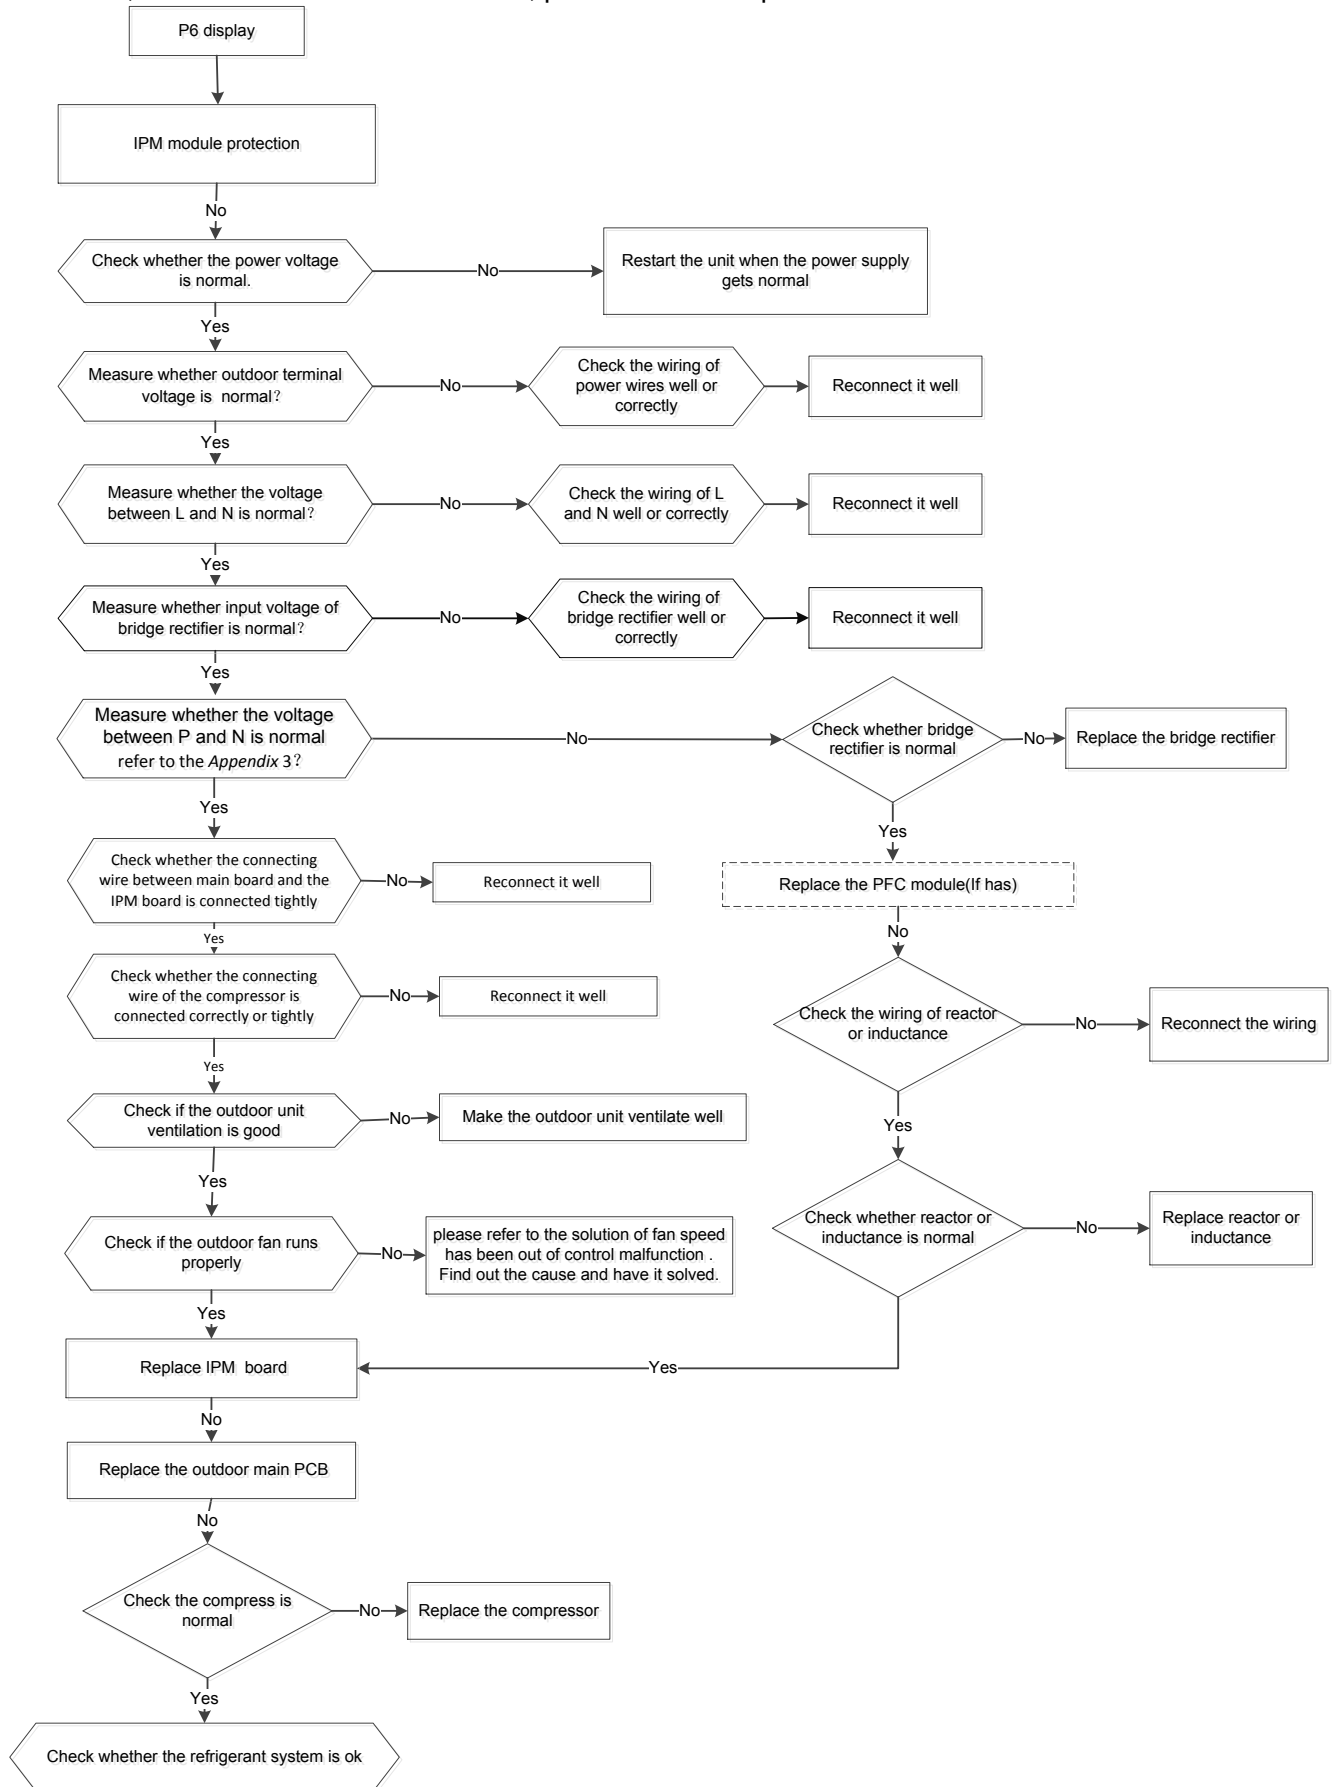 P6 display
IPM module protection
No
Check whether the power voltage
is normal.
No
Restart the unit when the power supply
gets normal
Yes
Measure whether outdoor terminal
voltage is normal?
No
Check the wiring of
power wires well or
correctly
Reconnect it well
Yes
Measure whether the voltage
between L and N is normal?
No
Check the wiring of L
and N well or correctly
Reconnect it well
Yes
Measure whether input voltage of
bridge rectifier is normal?
No
Check the wiring of
bridge rectifier well or
correctly
Reconnect it well
Yes
Measure whether the voltage
between P and N is normal
refer to the Appendix 3?
No
Check whether bridge
rectifier is normal
No
Replace the bridge rectifier
Yes
Yes
Check whether the connecting
wire between main board and the
IPM board is connected tightly
No
Reconnect it well
Replace the PFC module(If has)
No
Yes
Check whether the connecting
wire of the compressor is
connected correctly or tightly
No
Reconnect it well
Check the wiring of reactor
or inductance
No
Reconnect the wiring
Yes
Check if the outdoor unit
ventilation is good
No
Make the outdoor unit ventilate well
Yes
Yes
Check whether reactor or
inductance is normal
No
Replace reactor or
inductance
Check if the outdoor fan runs
properly
No
please refer to the solution of fan speed
has been out of control malfunction .
Find out the cause and have it solved.
Yes
Replace IPM board
Yes
No
Replace the outdoor main PCB
No
Check the compress is
normal
No
Replace the compressor
Yes
Check whether the refrigerant system is ok